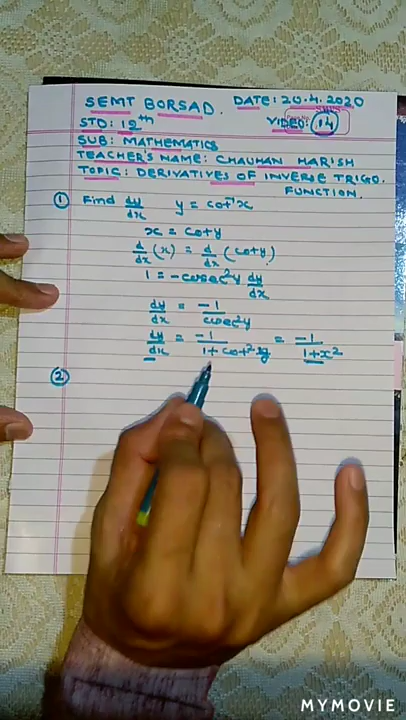 SEMT BORSAD. DATE: 20.4.2020
STD: 12th VIDEO: 14
SUB: MATHEMATICS
TEACHER'S NAME: CHAUHAN HARISH
TOPIC: DERIVATIVES OF INVERSE TRIGO.
FUNCTION.
① Find dy/dx y = cot⁻¹x
x = cot y
d/dx (x) = d/dx (cot y)
1 = -cosec²y dy/dx
dy/dx = -1/cosec²y
dy/dx = -1/1+cot²y = -1/1+x²
②
MYMOVIE